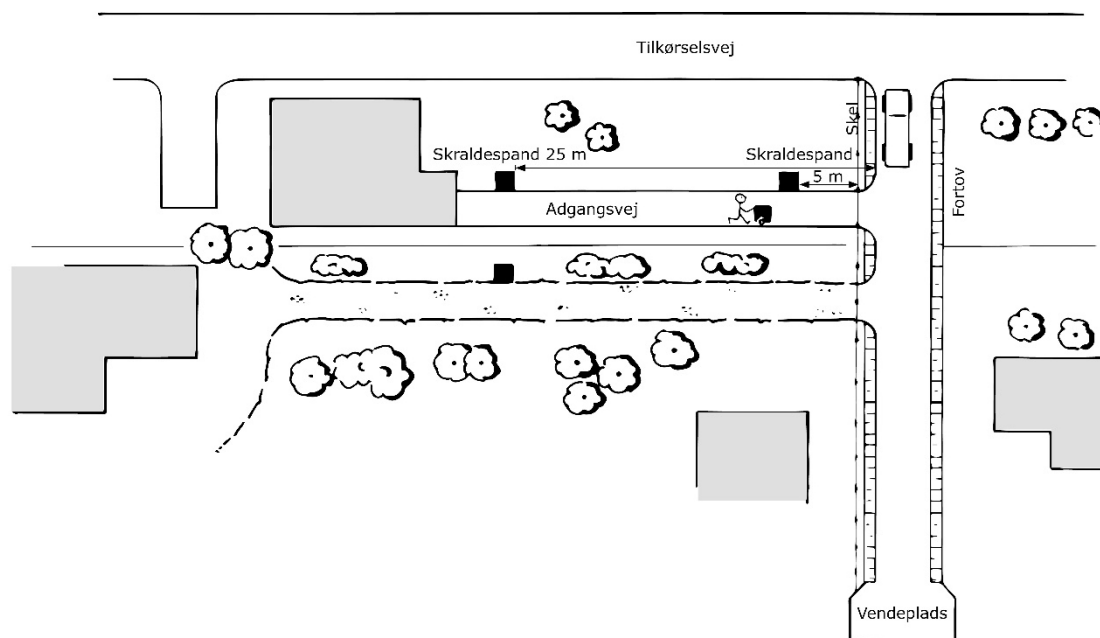 Tilkørselsvej
Skel
Skraldespand 25 m
Skraldespand
5 m
Adgangsvej
Fortov
Vendeplads